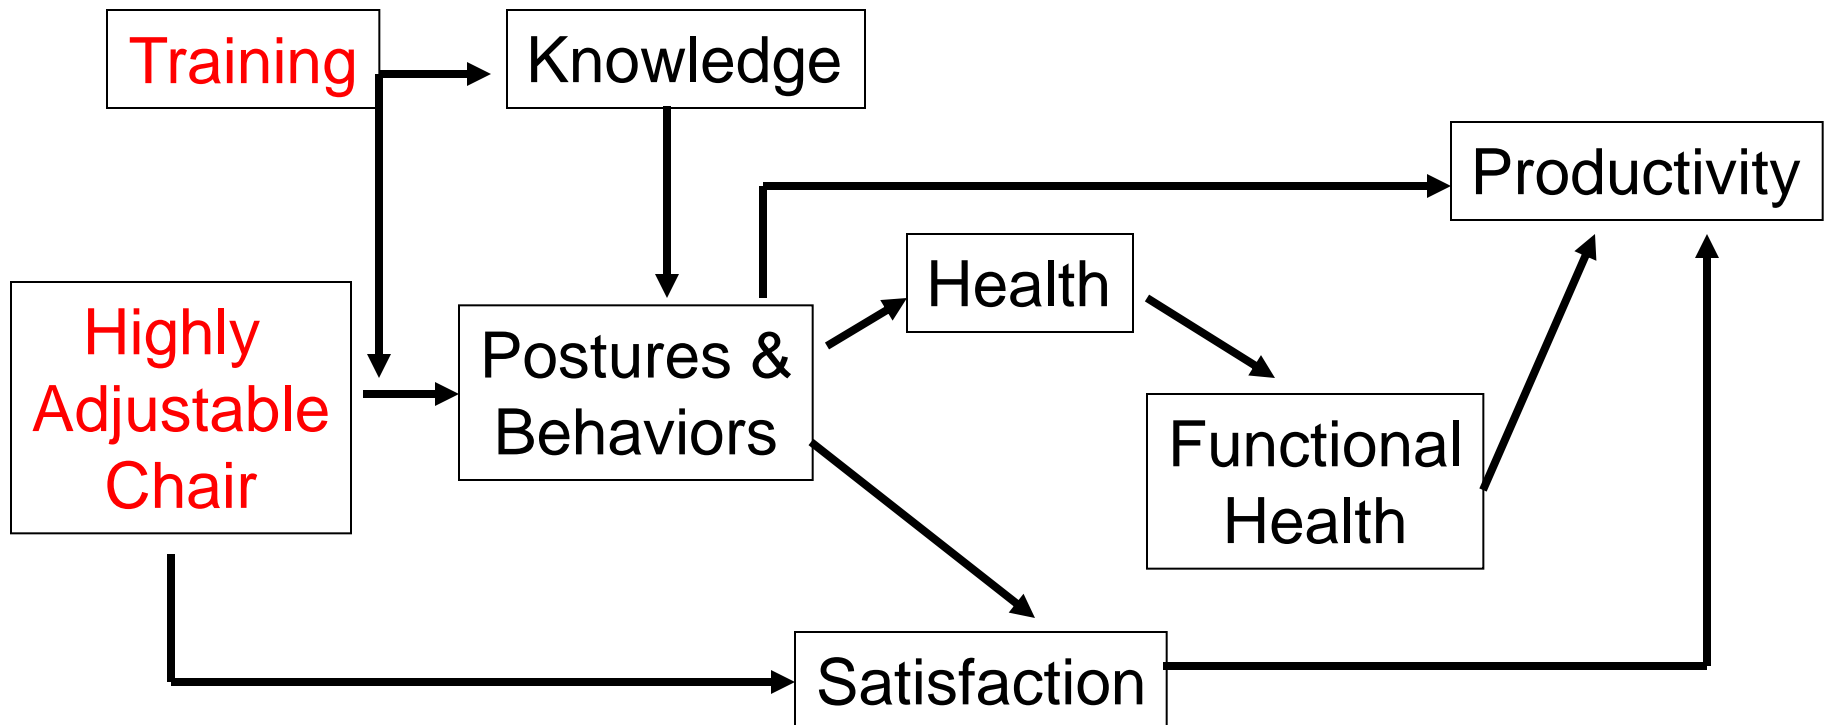 Training
Knowledge
Productivity
Health
Highly
Adjustable
Chair
Postures &
Behaviors
Functional
Health
Satisfaction